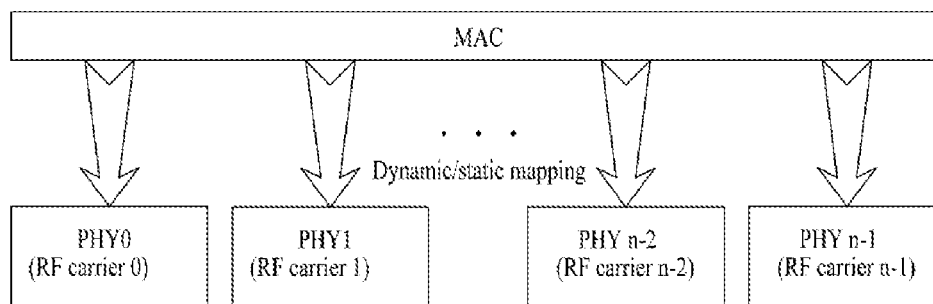 MAC
. . .
Dynamic/static mapping
PHY0
(RF carrier 0)
PHY1
(RF carrier 1)
PHY n-2
(RF carrier n-2)
PHY n-1
(RF carrier n-1)